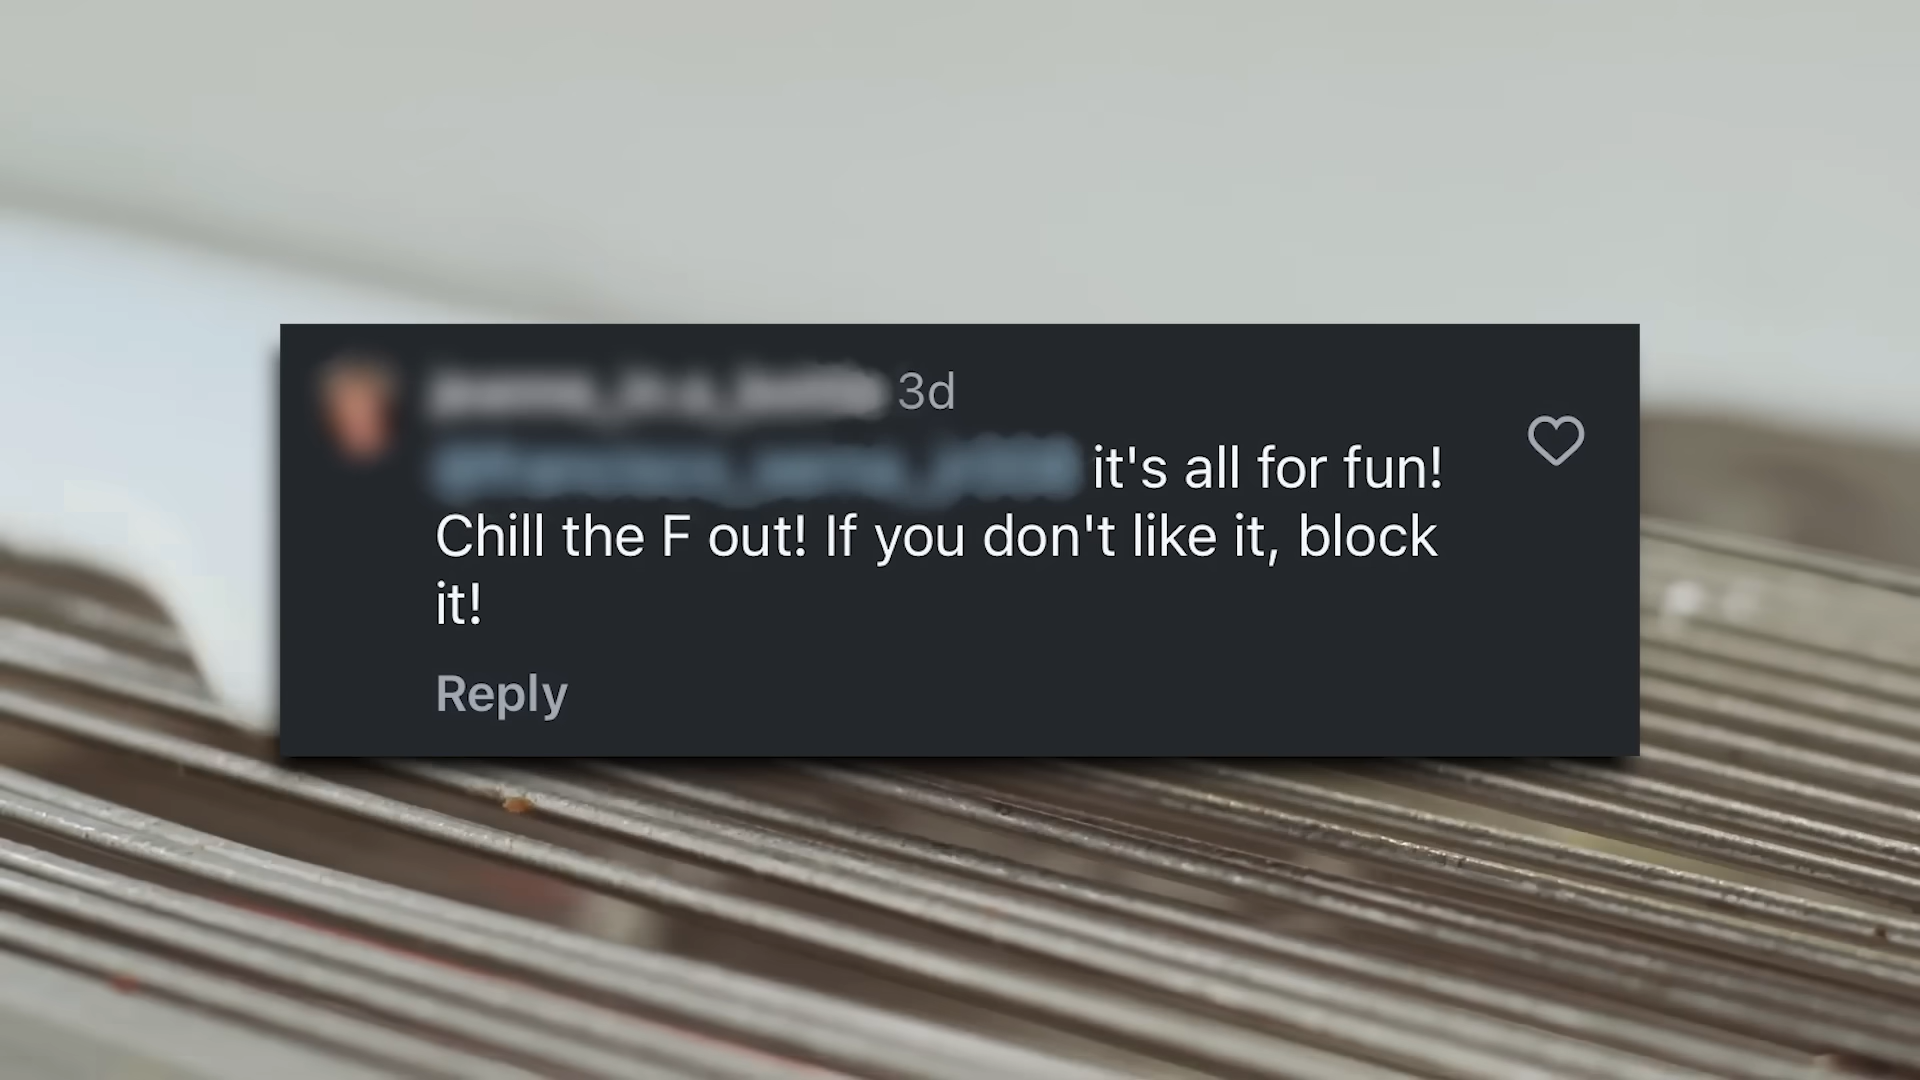 3d
it's all for fun!
Chill the F out! If you don't like it, block
it!
Reply